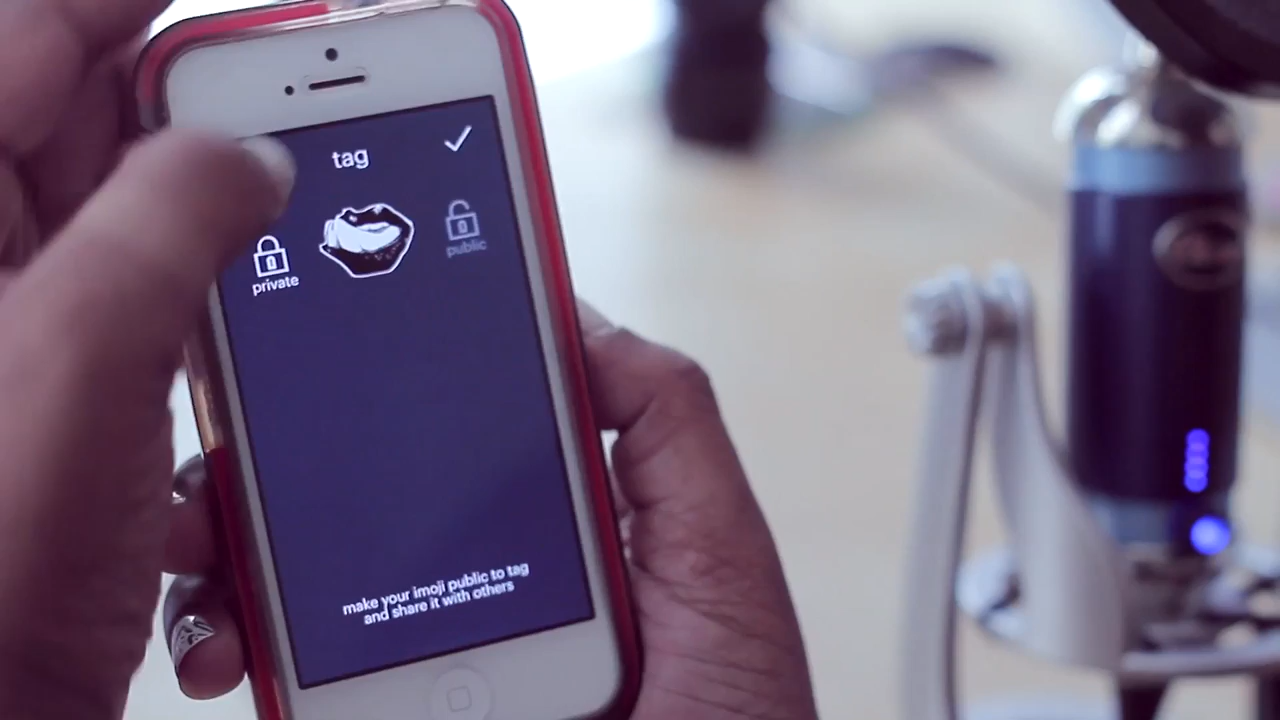 tag
private
public
make your imoji public to tag
and share it with others